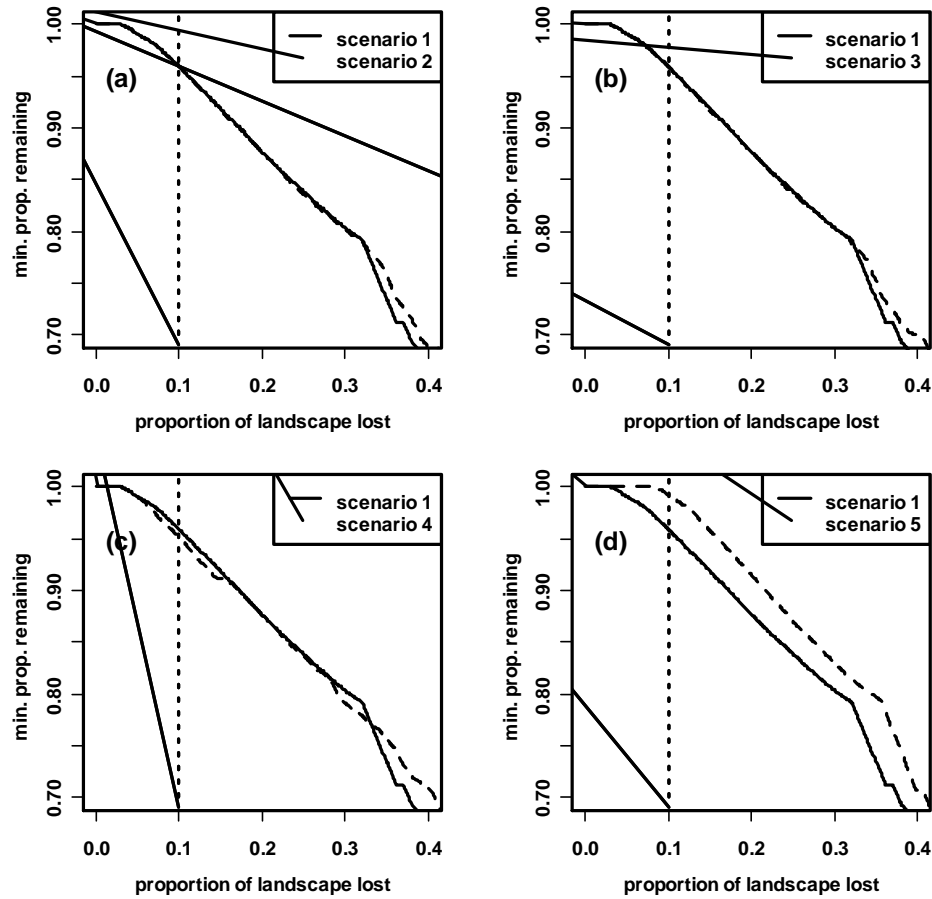 1.00
0.90
0.80
0.70
min. prop. remaining
(a)
scenario 1
scenario 2
0.0 0.1 0.2 0.3 0.4
proportion of landscape lost
1.00
0.90
0.80
0.70
min. prop. remaining
(b)
scenario 1
scenario 3
0.0 0.1 0.2 0.3 0.4
proportion of landscape lost
1.00
0.90
0.80
0.70
min. prop. remaining
(c)
scenario 1
scenario 4
0.0 0.1 0.2 0.3 0.4
proportion of landscape lost
1.00
0.90
0.80
0.70
min. prop. remaining
(d)
scenario 1
scenario 5
0.0 0.1 0.2 0.3 0.4
proportion of landscape lost